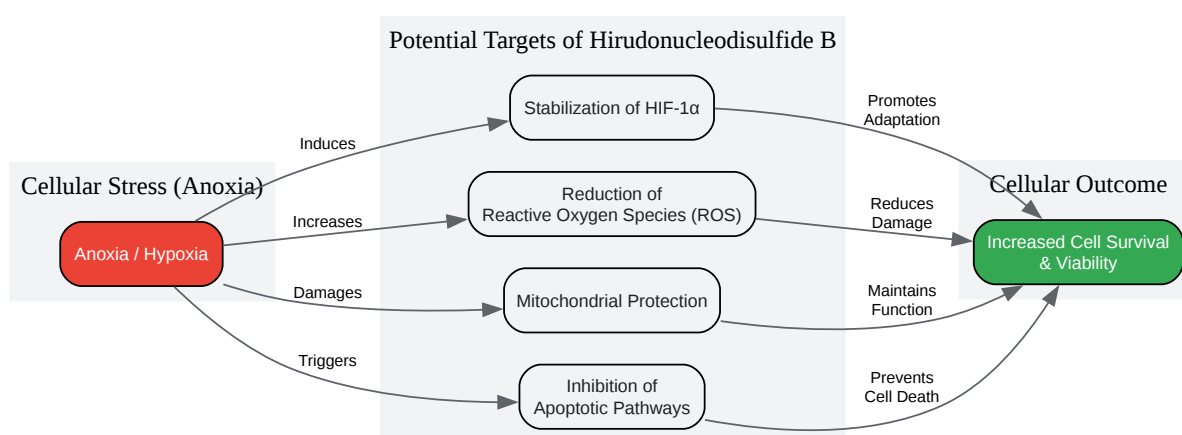 Potential Targets of Hirudonucleodisulfide B
Stabilization of HIF-1α
Promotes
Adaptation
Induces
Cellular Stress (Anoxia)
Cellular Outcome
Reduction of
Reactive Oxygen Species (ROS)
Increases
Reduces
Damage
Anoxia / Hypoxia
Increased Cell Survival
& Viability
Damages
Mitochondrial Protection
Maintains
Function
Triggers
Inhibition of
Apoptotic Pathways
Prevents
Cell Death